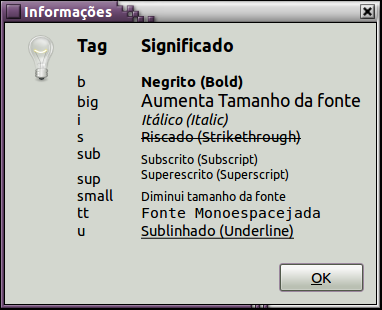 Informações
Tag Significado
b Negrito (Bold)
big Aumenta Tamanho da fonte
i Itálico (Italic)
s Riscado (Strikethrough)
sub Subscrito (Subscript)
sup Superescrito (Superscript)
small Diminui tamanho da fonte
tt Fonte Monoespacejada
u Sublinhado (Underline)
OK